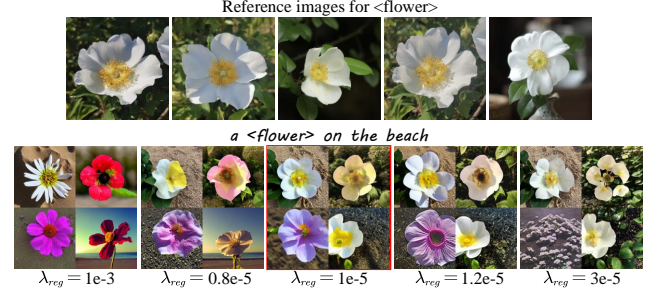 Reference images for <flower>
a <flower> on the beach
λreg = 1e-3
λreg = 0.8e-5
λreg = 1e-5
λreg = 1.2e-5
λreg = 3e-5